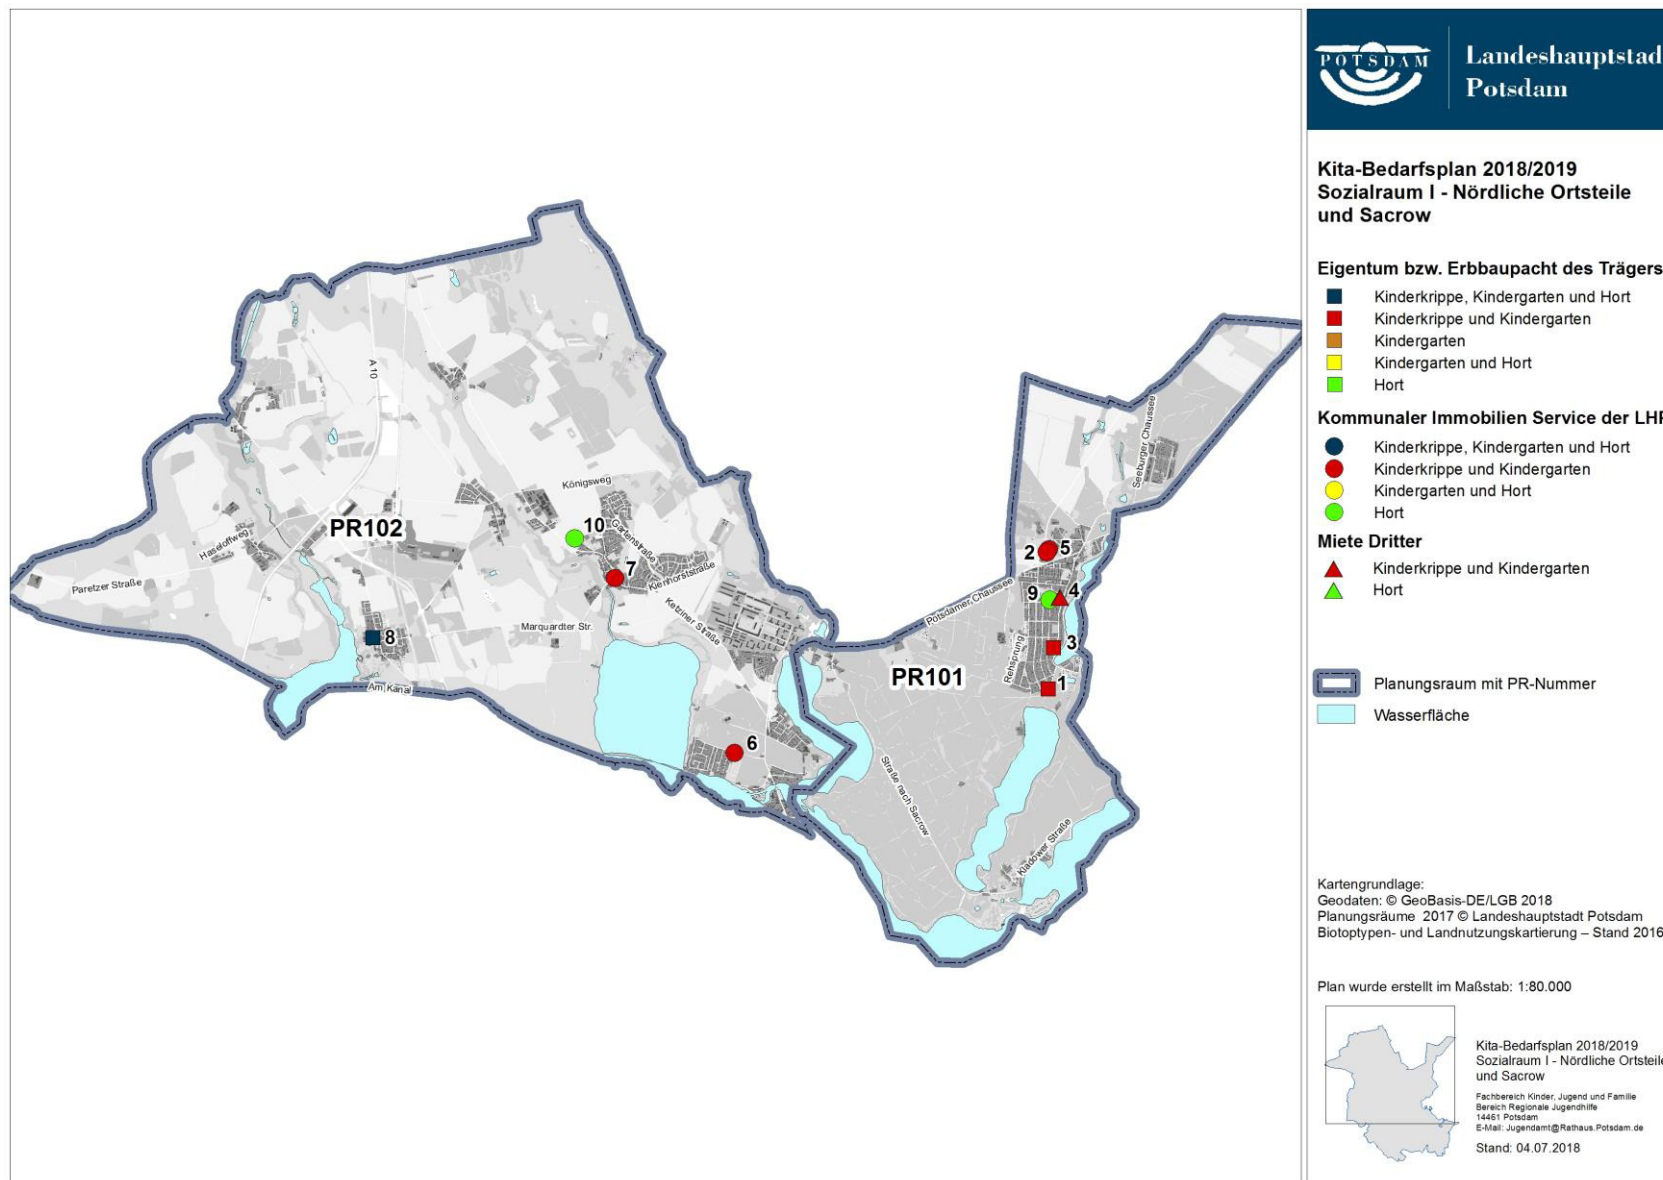 POTSDAM
Landeshauptstad
Potsdam
Kita-Bedarfsplan 2018/2019
Sozialraum I - Nördliche Ortsteile
und Sacrow
Eigentum bzw. Erbbaupacht des Trägers
Kinderkrippe, Kindergarten und Hort
Kinderkrippe und Kindergarten
Kindergarten
Kindergarten und Hort
Hort
Kommunaler Immobilien Service der LHP
Kinderkrippe, Kindergarten und Hort
Kinderkrippe und Kindergarten
Kindergarten und Hort
Hort
Miete Dritter
Kinderkrippe und Kindergarten
Hort
Planungsraum mit PR-Nummer
Wasserfläche
Kartengrundlage:
Geodaten: © GeoBasis-DE/LGB 2018
Planungsräume 2017 © Landeshauptstadt Potsdam
Biotoptypen- und Landnutzungskartierung – Stand 2016
Plan wurde erstellt im Maßstab: 1:80.000
Kita-Bedarfsplan 2018/2019
Sozialraum I - Nördliche Ortsteile
und Sacrow
Fachbereich Kinder, Jugend und Familie
Bereich Regionale Jugendhilfe
14461 Potsdam
E-Mail: Jugendamt@Rathaus.Potsdam.de
Stand: 04.07.2018
A 10
Königsweg
10
Gartenstraße
PR102
Haseloffweg
7
Kienhorststraße
Paretzer Straße
Ketziner Straße
Marquardter Str.
8
Am Kanal
6
Seeburger Chaussee
2
5
Potsdamer Chaussee
9
4
Rehsprung
3
PR101
1
Straße nach Sacrow
Kladower Straße